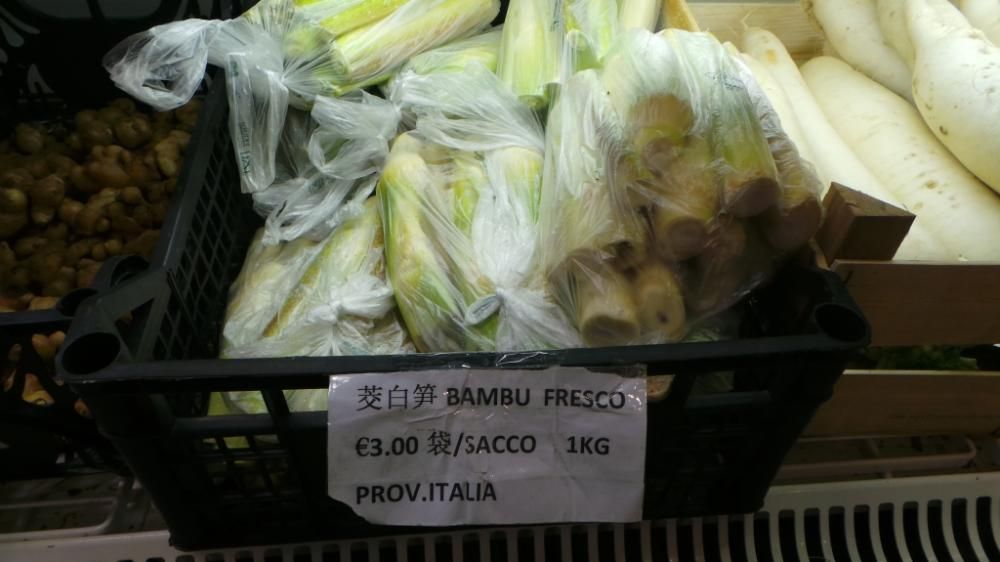 茭白笋 BAMBU FRESCO
€3.00 袋/SACCO 1KG
PROV.ITALIA